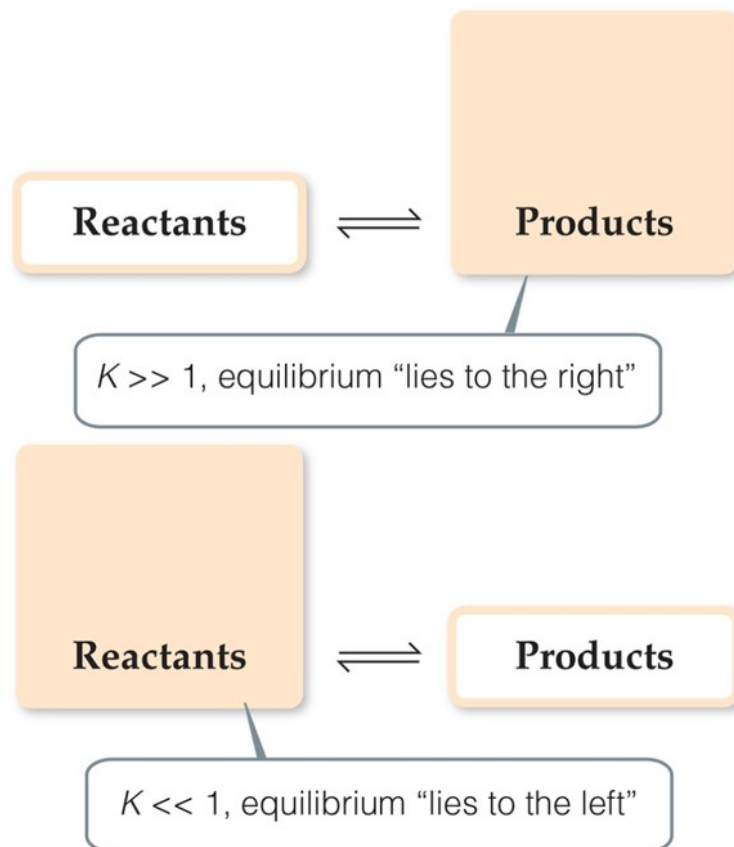 Reactants ⇌ Products
K >> 1, equilibrium “lies to the right”
Reactants ⇌ Products
K << 1, equilibrium “lies to the left”